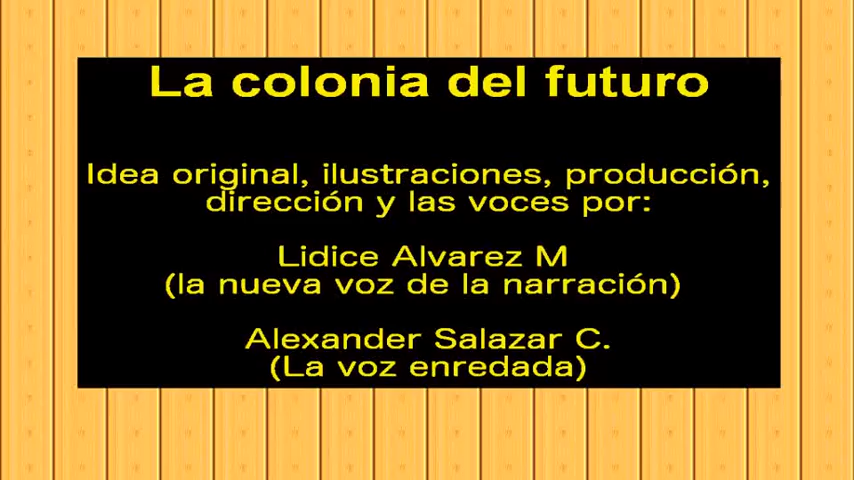 La colonia del futuro
Idea original, ilustraciones, producción,
dirección y las voces por:
Lidice Alvarez M
(la nueva voz de la narración)
Alexander Salazar C.
(La voz enredada)